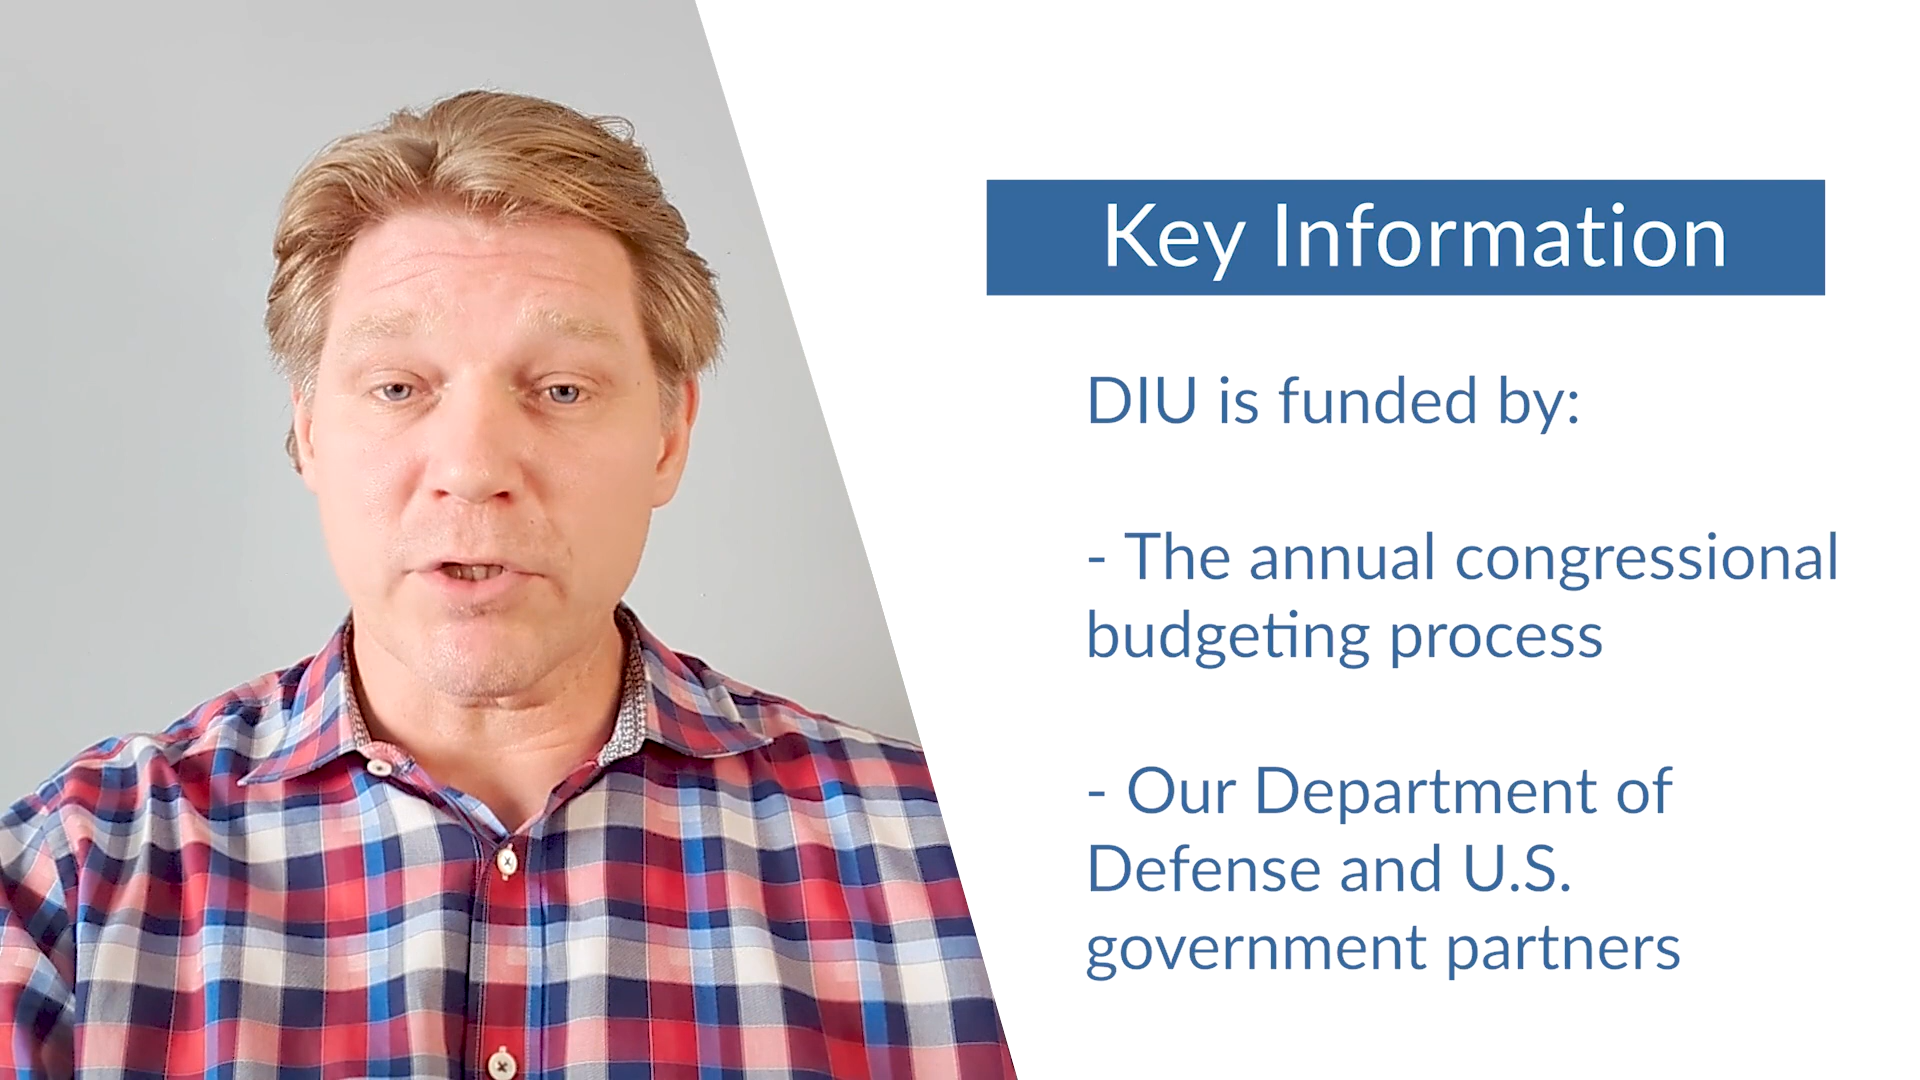 Key Information
DIU is funded by:
- The annual congressional
budgeting process
- Our Department of
Defense and U.S.
government partners